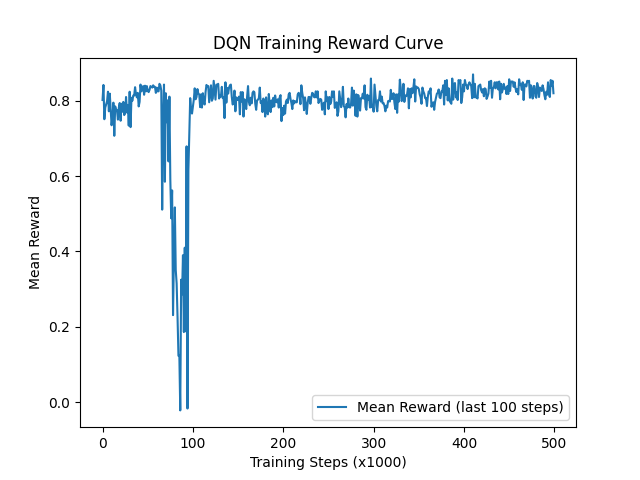 DQN Training Reward Curve
Mean Reward
0.8
0.6
0.4
0.2
0.0
Mean Reward (last 100 steps)
0 100 200 300 400 500
Training Steps (x1000)